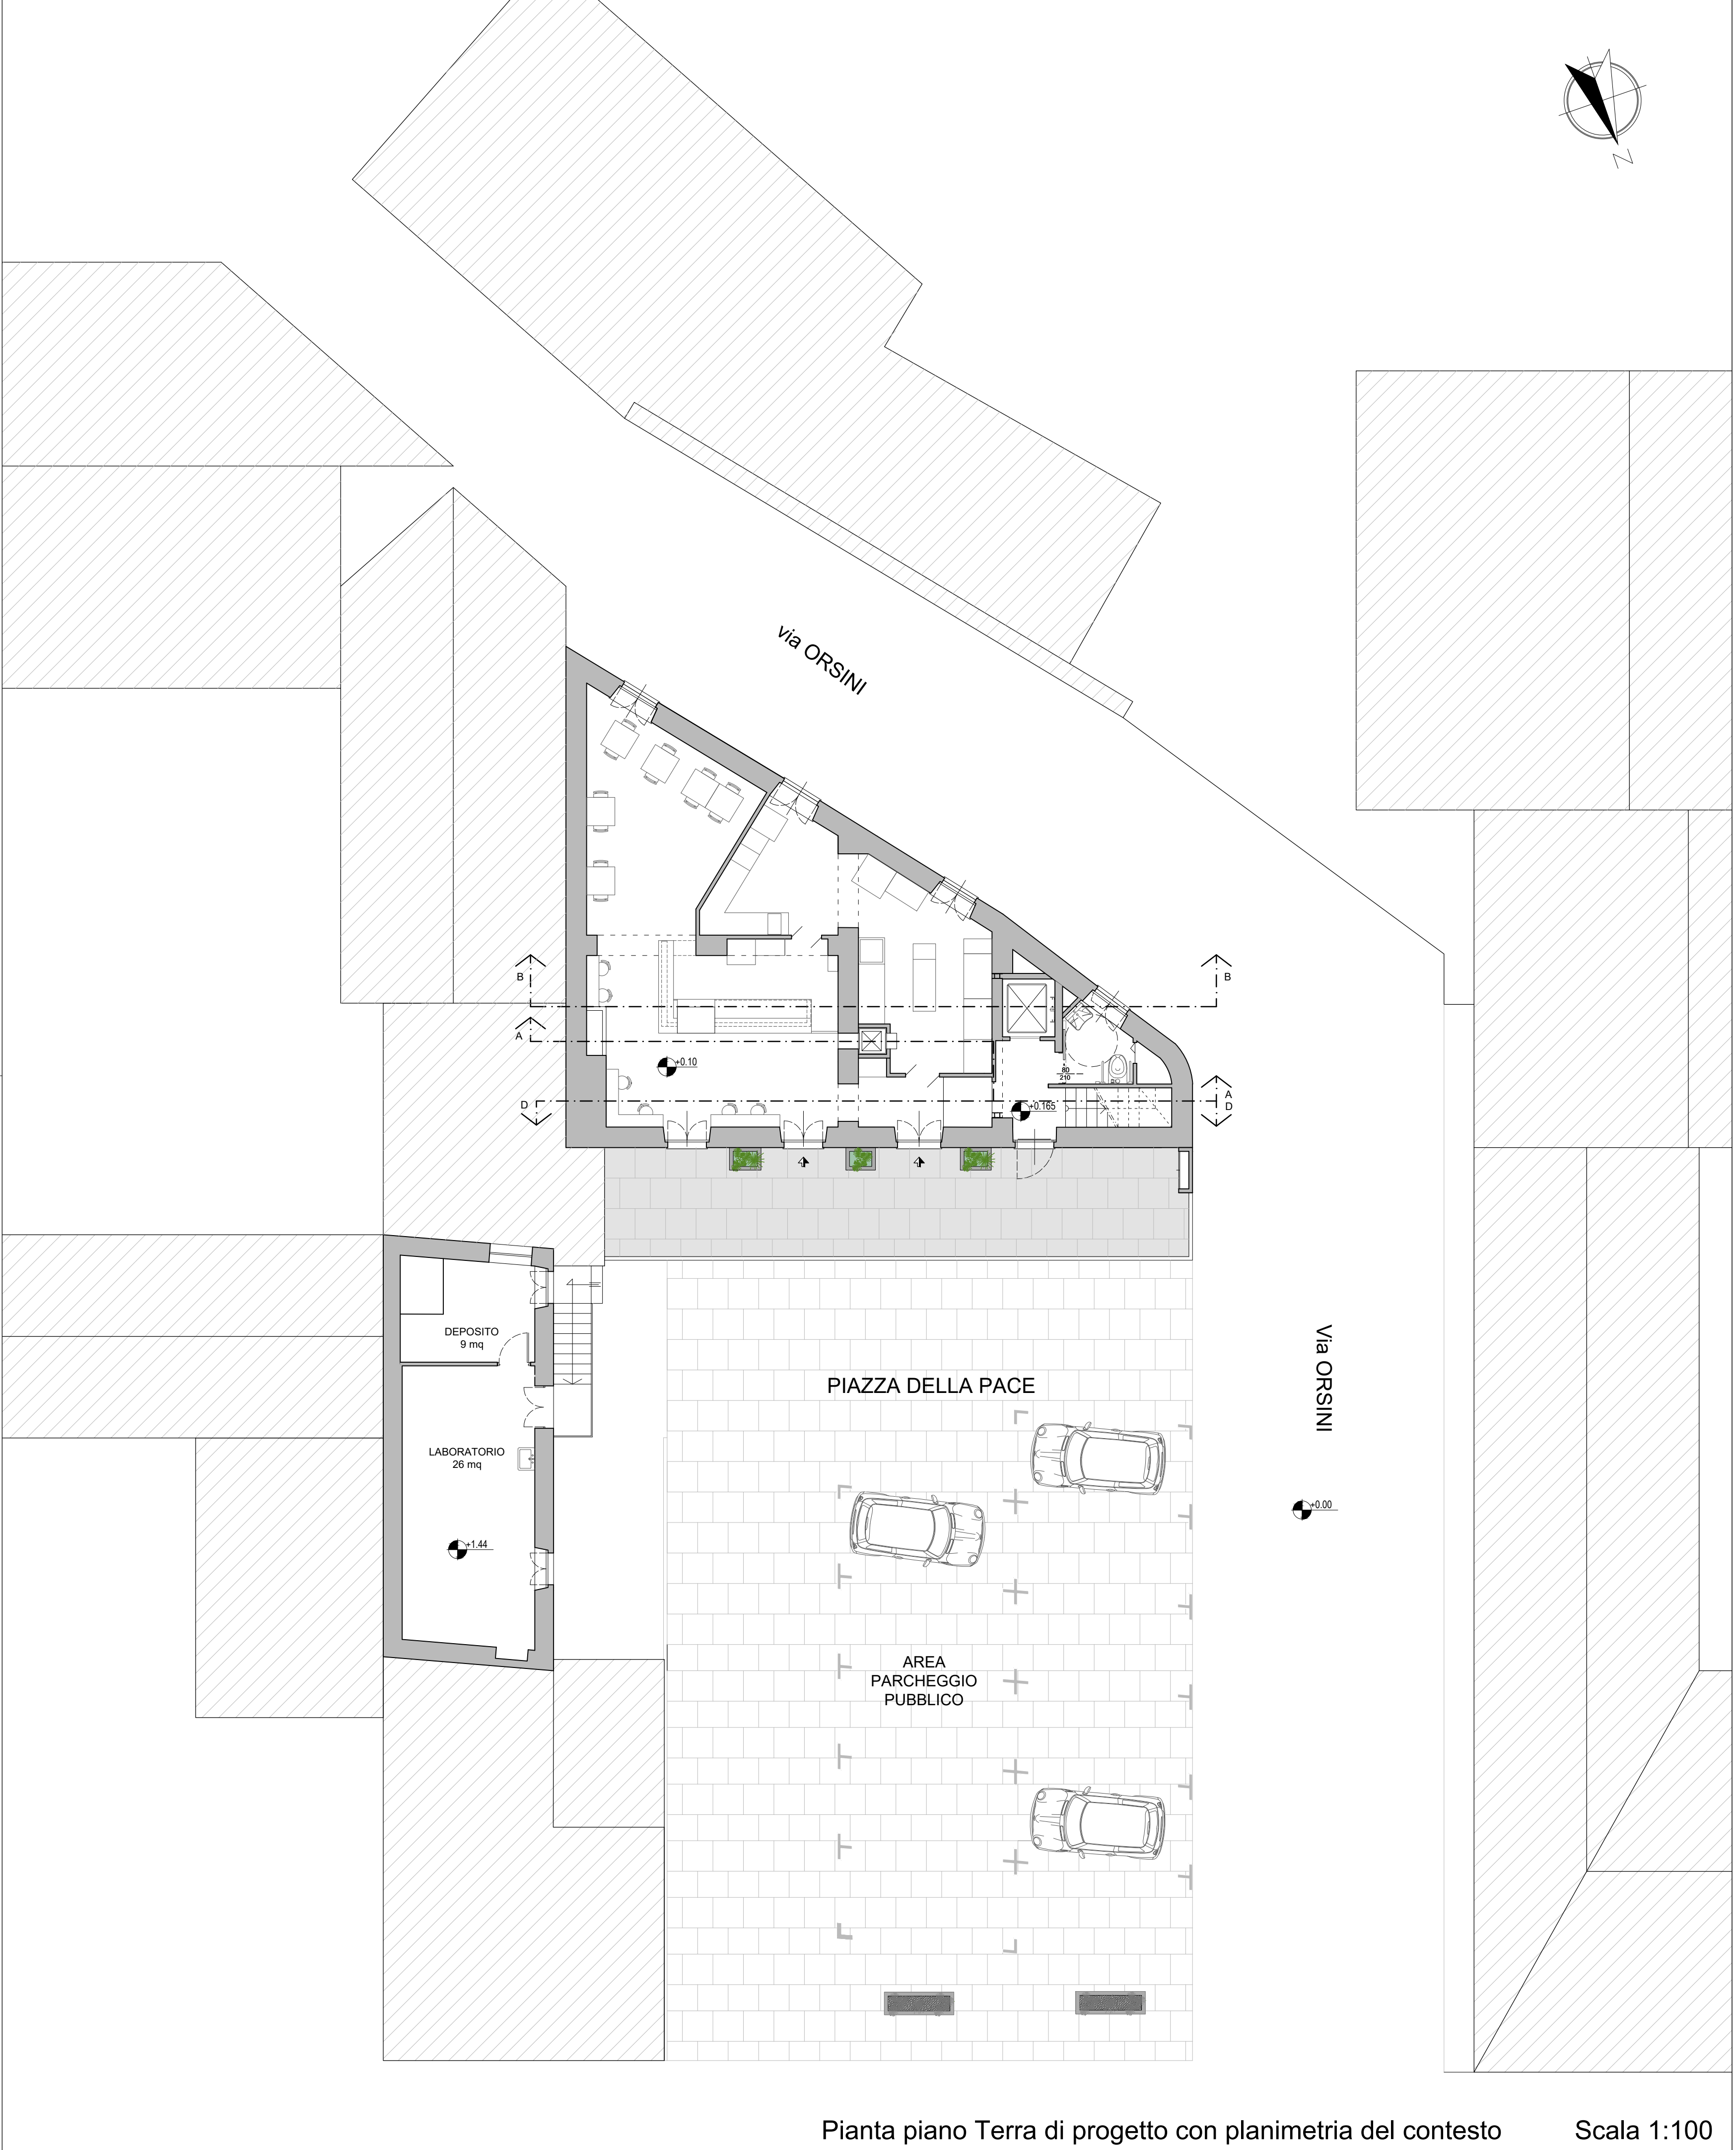 N
via ORSINI
B
B
A
+0.10
80
210
D
+0.165
A
D
DEPOSITO
9 mq
PIAZZA DELLA PACE
Via ORSINI
LABORATORIO
26 mq
+0.00
+1.44
AREA
PARCHEGGIO
PUBBLICO
Pianta piano Terra di progetto con planimetria del contesto
Scala 1:100